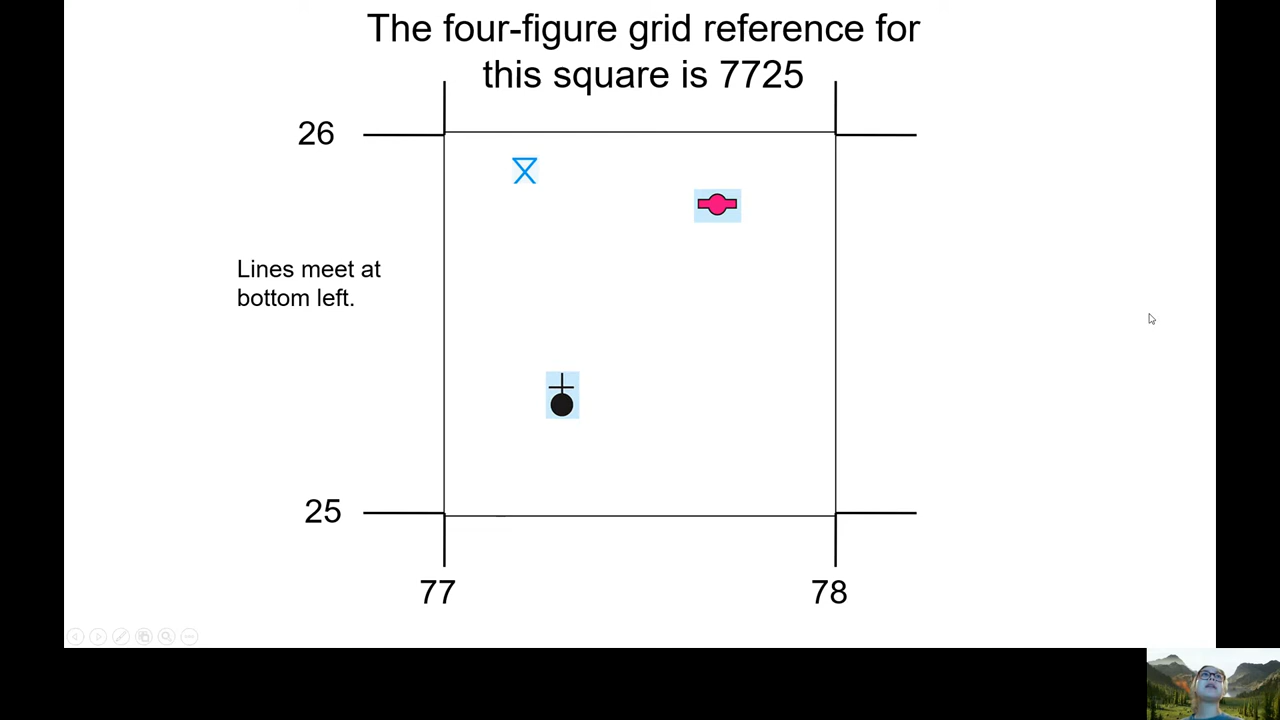 The four-figure grid reference for
this square is 7725
26
Lines meet at
bottom left.
25
77
78